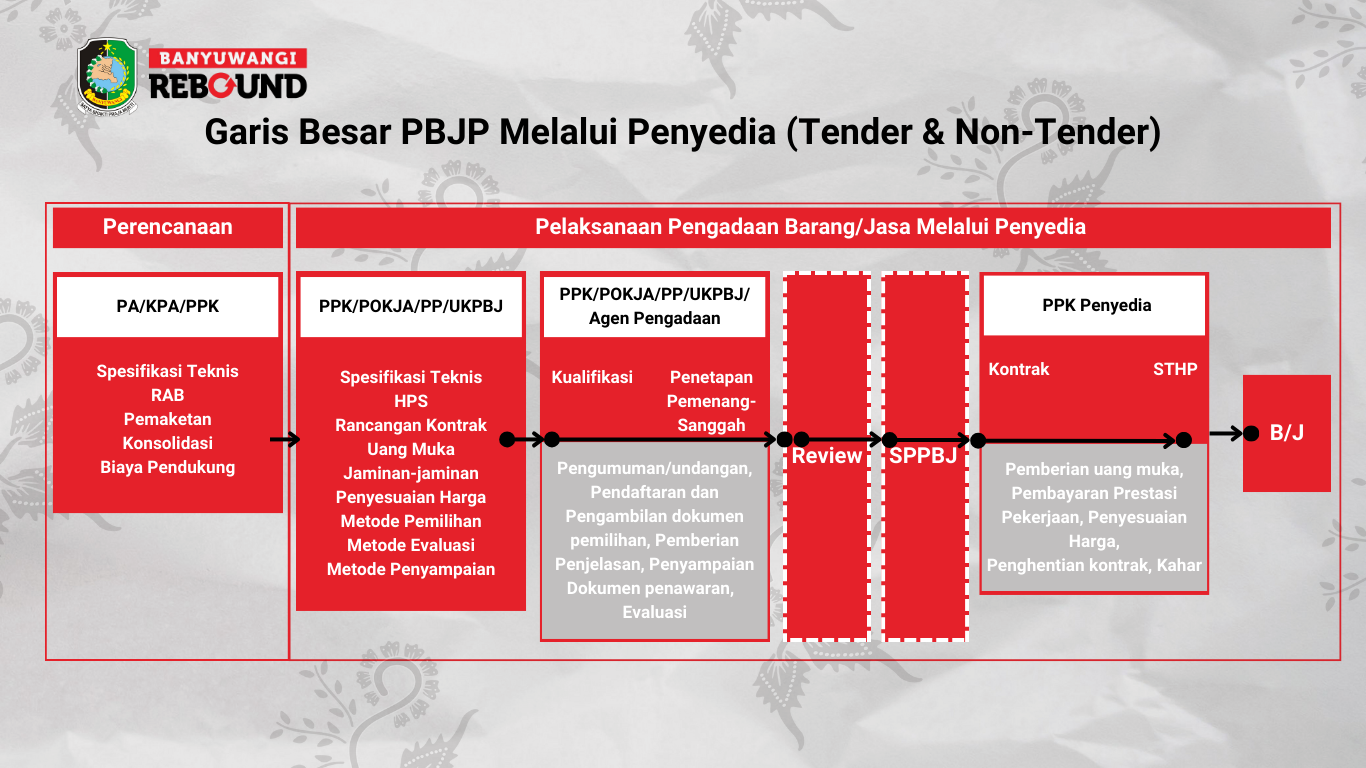 BANYUWANGI
REBOUND
Garis Besar PBJP Melalui Penyedia (Tender & Non-Tender)
Perencanaan
Pelaksanaan Pengadaan Barang/Jasa Melalui Penyedia
PA/KPA/PPK
Spesifikasi Teknis
RAB
Pemaketan
Konsolidasi
Biaya Pendukung
PPK/POKJA/PP/UKPBJ
Spesifikasi Teknis
HPS
Rancangan Kontrak
Uang Muka
Jaminan-jaminan
Penyesuaian Harga
Metode Pemilihan
Metode Evaluasi
Metode Penyampaian
PPK/POKJA/PP/UKPBJ/
Agen Pengadaan
Kualifikasi
Penetapan
Pemenang-
Sanggah
Pengumuman/undangan,
Pendaftaran dan
Pengambilan dokumen
pemilihan, Pemberian
Penjelasan, Penyampaian
Dokumen penawaran,
Evaluasi
Review
SPPBJ
PPK Penyedia
Kontrak
STHP
Pemberian uang muka,
Pembayaran Prestasi
Pekerjaan, Penyesuaian
Harga,
Penghentian kontrak, Kahar
B/J